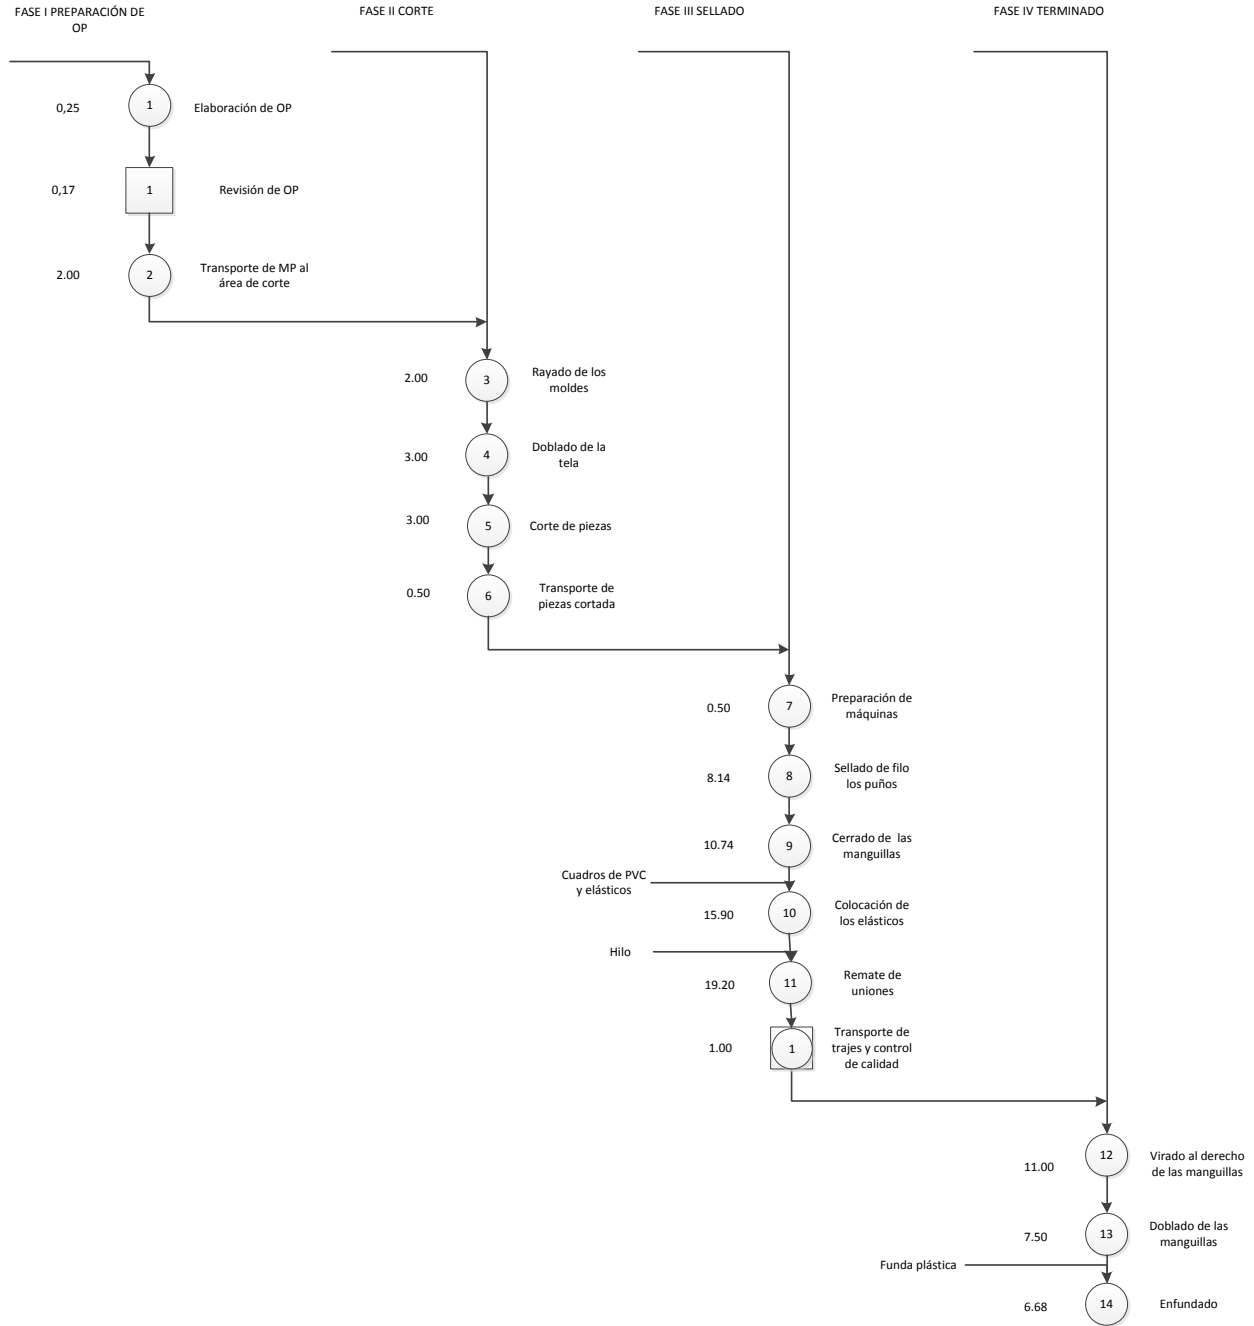 FASE I PREPARACIÓN DE
OP
FASE II CORTE
FASE III SELLADO
FASE IV TERMINADO
0,25
1
Elaboración de OP
0,17
1
Revisión de OP
2.00
2
Transporte de MP al
área de corte
2.00
3
Rayado de los
moldes
3.00
4
Doblado de la
tela
3.00
5
Corte de piezas
0.50
6
Transporte de
piezas cortada
0.50
7
Preparación de
máquinas
8.14
8
Sellado de filo
los puños
10.74
9
Cerrado de las
manguillas
Cuadros de PVC
y elásticos
15.90
10
Colocación de
los elásticos
Hilo
19.20
11
Remate de
uniones
1.00
1
Transporte de
trajes y control
de calidad
11.00
12
Virado al derecho
de las manguillas
7.50
13
Doblado de las
manguillas
Funda plástica
6.68
14
Enfundado